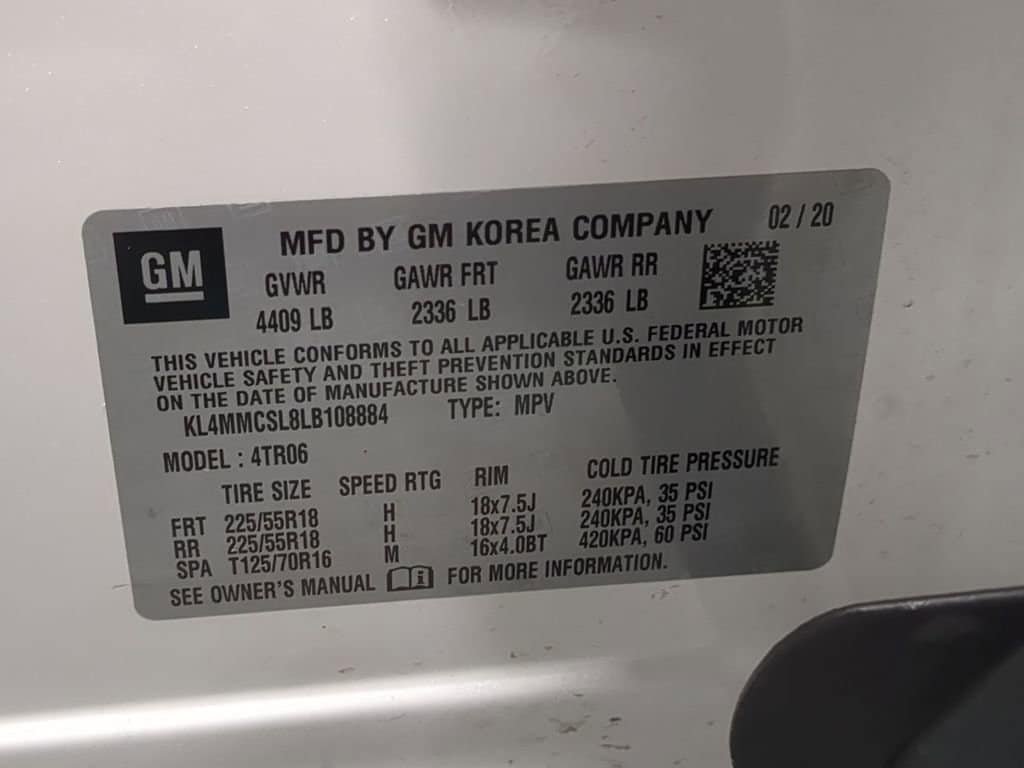 GM
MFD BY GM KOREA COMPANY 02 / 20
GVWR GAWR FRT GAWR RR
4409 LB 2336 LB 2336 LB
THIS VEHICLE CONFORMS TO ALL APPLICABLE U.S. FEDERAL MOTOR
VEHICLE SAFETY AND THEFT PREVENTION STANDARDS IN EFFECT
ON THE DATE OF MANUFACTURE SHOWN ABOVE.
KL4MMCSL8LB108884 TYPE: MPV
MODEL : 4TR06
TIRE SIZE SPEED RTG RIM COLD TIRE PRESSURE
FRT 225/55R18 H 18x7.5J 240KPA, 35 PSI
RR 225/55R18 H 18x7.5J 240KPA, 35 PSI
SPA T125/70R16 M 16x4.0BT 420KPA, 60 PSI
SEE OWNER'S MANUAL FOR MORE INFORMATION.